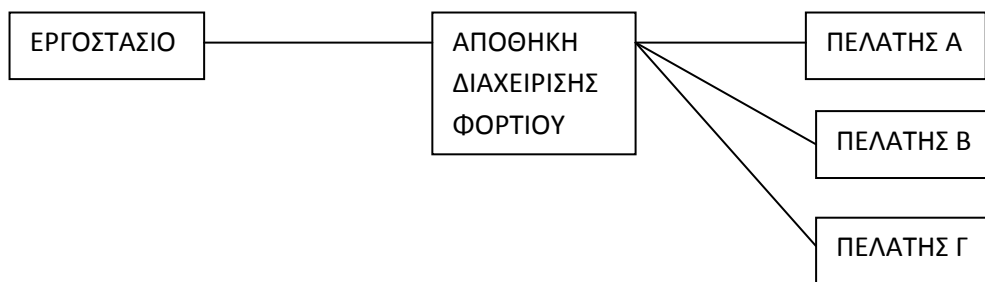 ΕΡΓΟΣΤΑΣΙΟ
ΑΠΟΘΗΚΗ
ΔΙΑΧΕΙΡΙΣΗΣ
ΦΟΡΤΙΟΥ
ΠΕΛΑΤΗΣ Α
ΠΕΛΑΤΗΣ Β
ΠΕΛΑΤΗΣ Γ